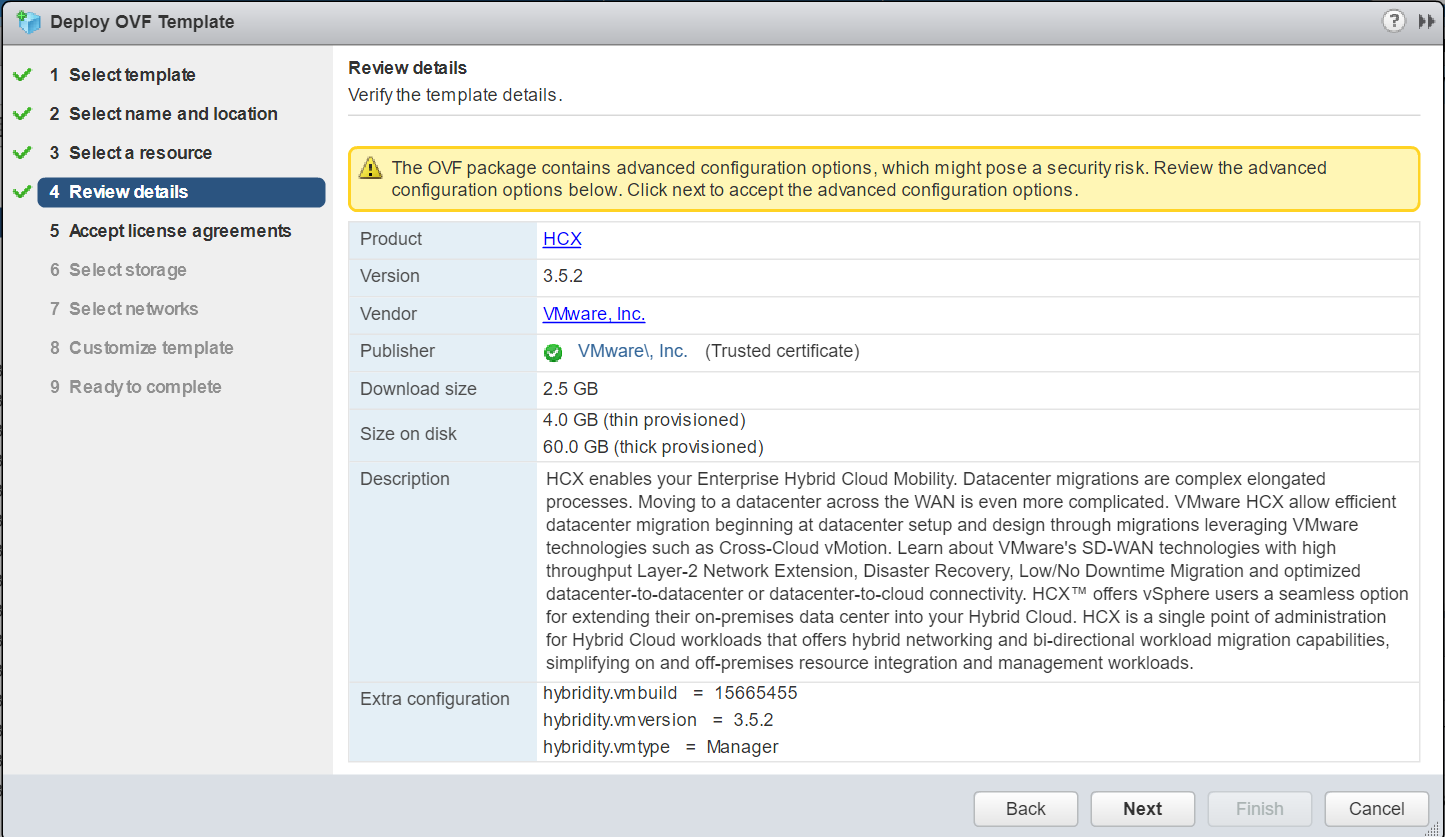 Deploy OVF Template
?
1 Select template
2 Select name and location
3 Select a resource
4 Review details
5 Accept license agreements
6 Select storage
7 Select networks
8 Customize template
9 Ready to complete
Review details
Verify the template details.
The OVF package contains advanced configuration options, which might pose a security risk. Review the advanced
configuration options below. Click next to accept the advanced configuration options.
Product HCX
Version 3.5.2
Vendor VMware, Inc.
Publisher VMware\, Inc. (Trusted certificate)
Download size 2.5 GB
Size on disk
4.0 GB (thin provisioned)
60.0 GB (thick provisioned)
Description
HCX enables your Enterprise Hybrid Cloud Mobility. Datacenter migrations are complex elongated
processes. Moving to a datacenter across the WAN is even more complicated. VMware HCX allow efficient
datacenter migration beginning at datacenter setup and design through migrations leveraging VMware
technologies such as Cross-Cloud vMotion. Learn about VMware's SD-WAN technologies with high
throughput Layer-2 Network Extension, Disaster Recovery, Low/No Downtime Migration and optimized
datacenter-to-datacenter or datacenter-to-cloud connectivity. HCX™ offers vSphere users a seamless option
for extending their on-premises data center into your Hybrid Cloud. HCX is a single point of administration
for Hybrid Cloud workloads that offers hybrid networking and bi-directional workload migration capabilities,
simplifying on and off-premises resource integration and management workloads.
Extra configuration
hybridity.vmbuild = 15665455
hybridity.vmversion = 3.5.2
hybridity.vmtype = Manager
Back Next Finish Cancel